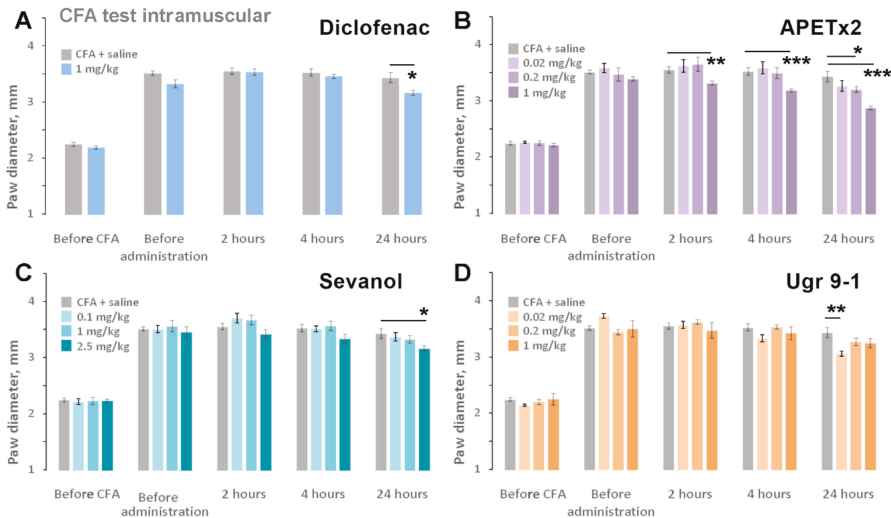 A
CFA test intramuscular
Diclofenac
CFA + saline
1 mg/kg
*
Paw diameter, mm
4
3
2
1
Before CFA
Before administration
2 hours
4 hours
24 hours
B
APETx2
CFA + saline
0.02 mg/kg
0.2 mg/kg
1 mg/kg
**
***
*
***
Paw diameter, mm
4
3
2
1
Before CFA
Before administration
2 hours
4 hours
24 hours
C
Sevanol
CFA + saline
0.1 mg/kg
1 mg/kg
2.5 mg/kg
*
Paw diameter, mm
4
3
2
1
Before CFA
Before administration
2 hours
4 hours
24 hours
D
Ugr 9-1
CFA + saline
0.02 mg/kg
0.2 mg/kg
1 mg/kg
**
Paw diameter, mm
4
3
2
1
Before CFA
Before administration
2 hours
4 hours
24 hours